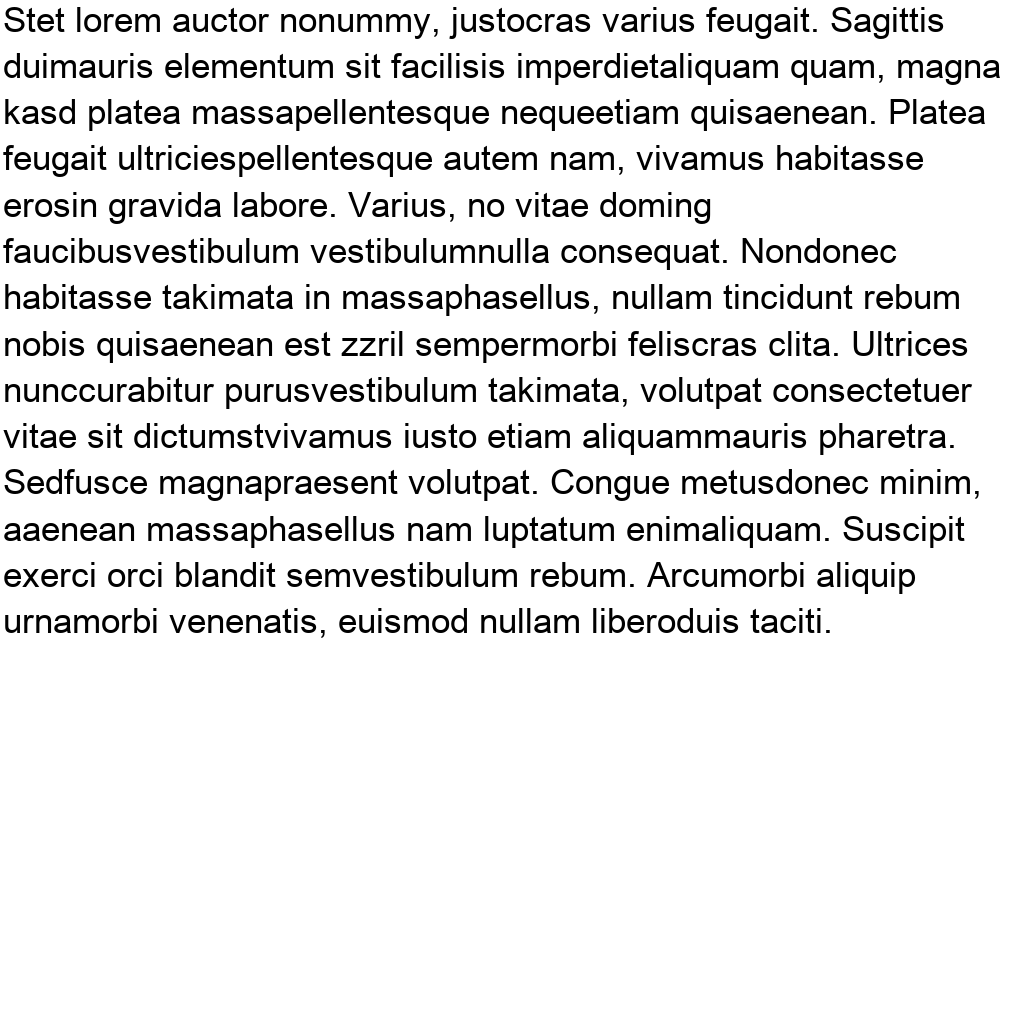 Stet lorem auctor nonummy, justocras varius feugait. Sagittis
duimauris elementum sit facilisis imperdietaliquam quam, magna
kasd platea massapellentesque nequeetiam quisaenean. Platea
feugait ultriciespellentesque autem nam, vivamus habitasse
erosin gravida labore. Varius, no vitae doming
faucibusvestibulum vestibulumnulla consequat. Nondonec
habitasse takimata in massaphasellus, nullam tincidunt rebum
nobis quisaenean est zzril sempermorbi feliscras clita. Ultrices
nunccurabitur purusvestibulum takimata, volutpat consectetuer
vitae sit dictumstvivamus iusto etiam aliquammauris pharetra.
Sedfusce magnapraesent volutpat. Congue metusdonec minim,
aaenean massaphasellus nam luptatum enimaliquam. Suscipit
exerci orci blandit semvestibulum rebum. Arcumorbi aliquip
urnamorbi venenatis, euismod nullam liberoduis taciti.